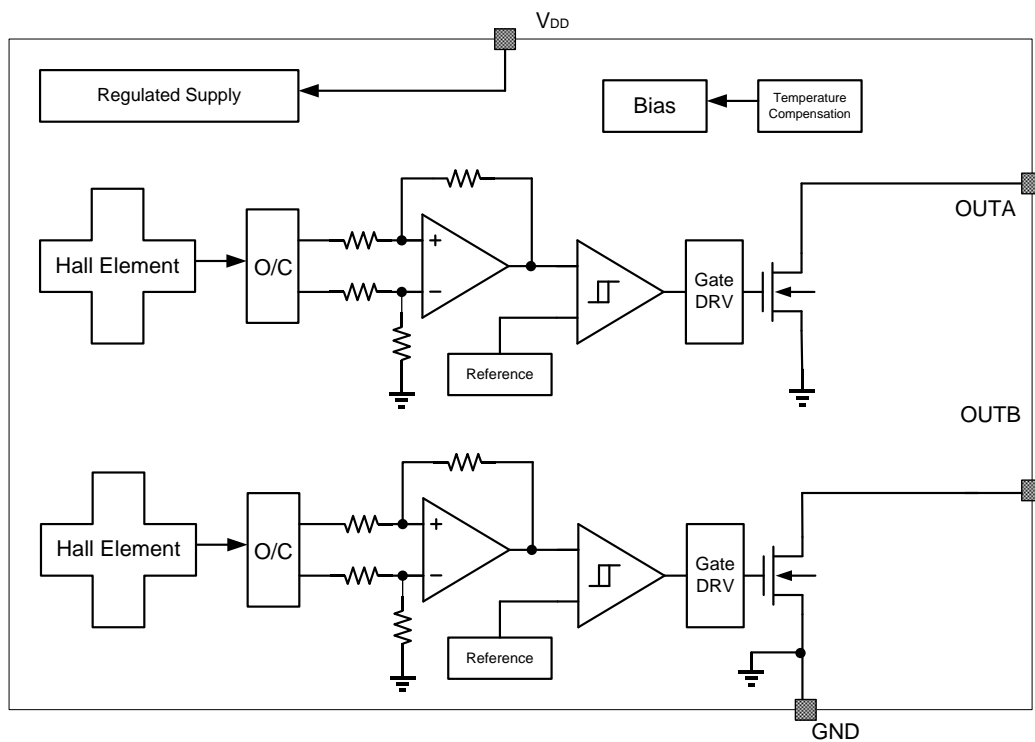 VDD
Regulated Supply
Bias
Temperature
Compensation
OUTA
Hall Element
O/C
+
−
Gate
DRV
Reference
OUTB
Hall Element
O/C
+
−
Gate
DRV
Reference
GND